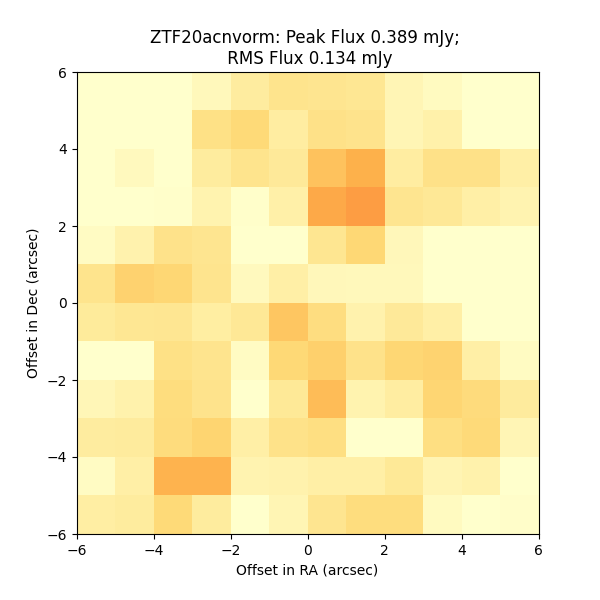 ZTF20acnvorm: Peak Flux 0.389 mJy;
RMS Flux 0.134 mJy
6
4
2
0
−2
−4
−6
Offset in Dec (arcsec)
−6 −4 −2 0 2 4 6
Offset in RA (arcsec)